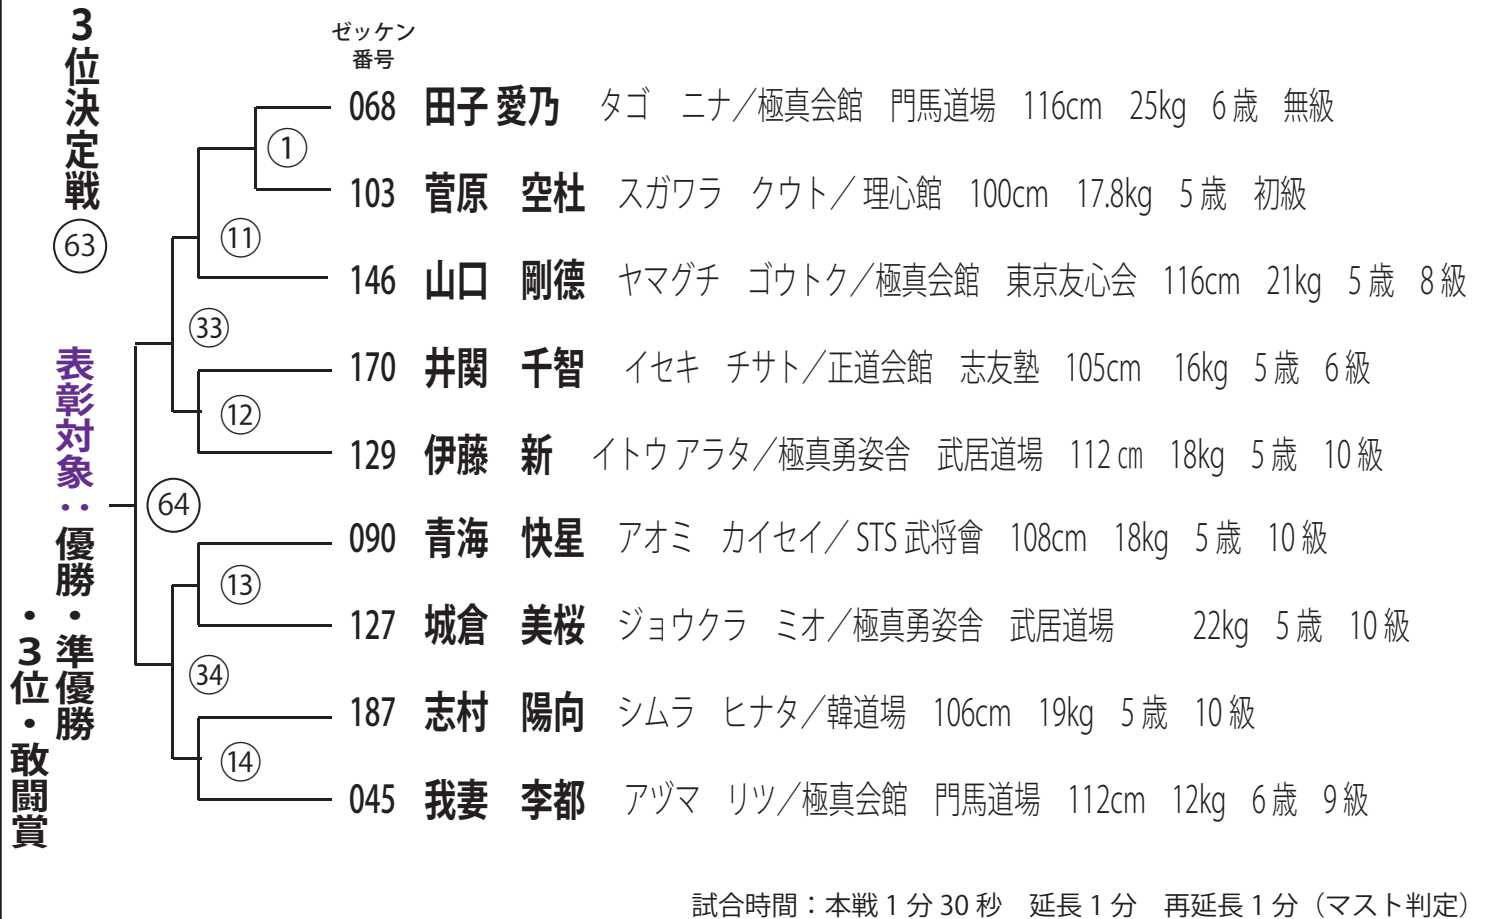 3位決定戦
63
表彰対象：優勝・準優勝
・3位・敢闘賞
ゼッケン
番号
068 田子 愛乃 タゴ　ニナ／極真会館　門馬道場　116cm　25kg　6歳　無級
1
103 菅原　空杜 スガワラ　クウト／理心館　100cm　17.8kg　5歳　初級
11
146 山口　剛德 ヤマグチ　ゴウトク／極真会館　東京友心会　116cm　21kg　5歳　8級
33
170 井関　千智 イセキ　チサト／正道会館　志友塾　105cm　16kg　5歳　6級
12
129 伊藤　新 イトウ アラタ／極真勇姿舎　武居道場　112㎝　18kg　5歳　10級
64
090 青海　快星 アオミ　カイセイ／STS武将會　108cm　18kg　5歳　10級
13
127 城倉　美桜 ジョウクラ　ミオ／極真勇姿舎　武居道場　　　22kg　5歳　10級
34
187 志村　陽向 シムラ　ヒナタ／韓道場　106cm　19kg　5歳　10級
14
045 我妻　李都 アヅマ　リツ／極真会館　門馬道場　112cm　12kg　6歳　9級
試合時間：本戦1分30秒　延長1分　再延長1分（マスト判定）